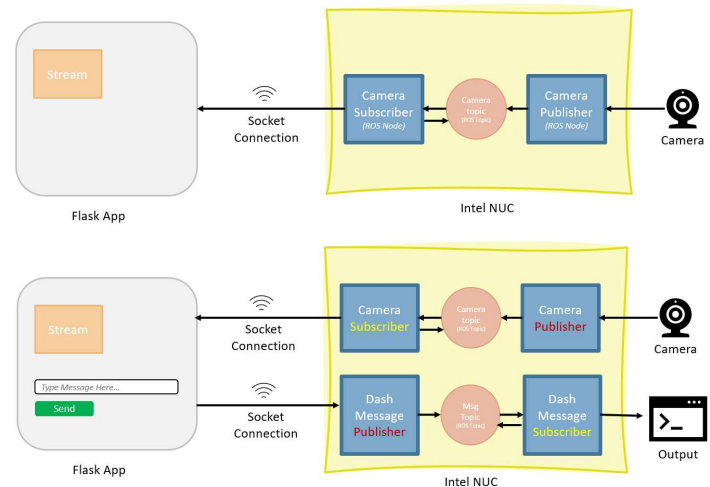 Stream
Socket
Connection
Camera
Subscriber
(ROS Node)
Camera
topic
(ROS Topic)
Camera
Publisher
(ROS Node)
Camera
Flask App
Intel NUC
Stream
Type Message Here...
Send
Socket
Connection
Socket
Connection
Camera
Subscriber
Camera
topic
(ROS Topic)
Camera
Publisher
Camera
Dash
Message
Publisher
Msg
Topic
(ROS Topic)
Dash
Message
Subscriber
>_
Output
Flask App
Intel NUC